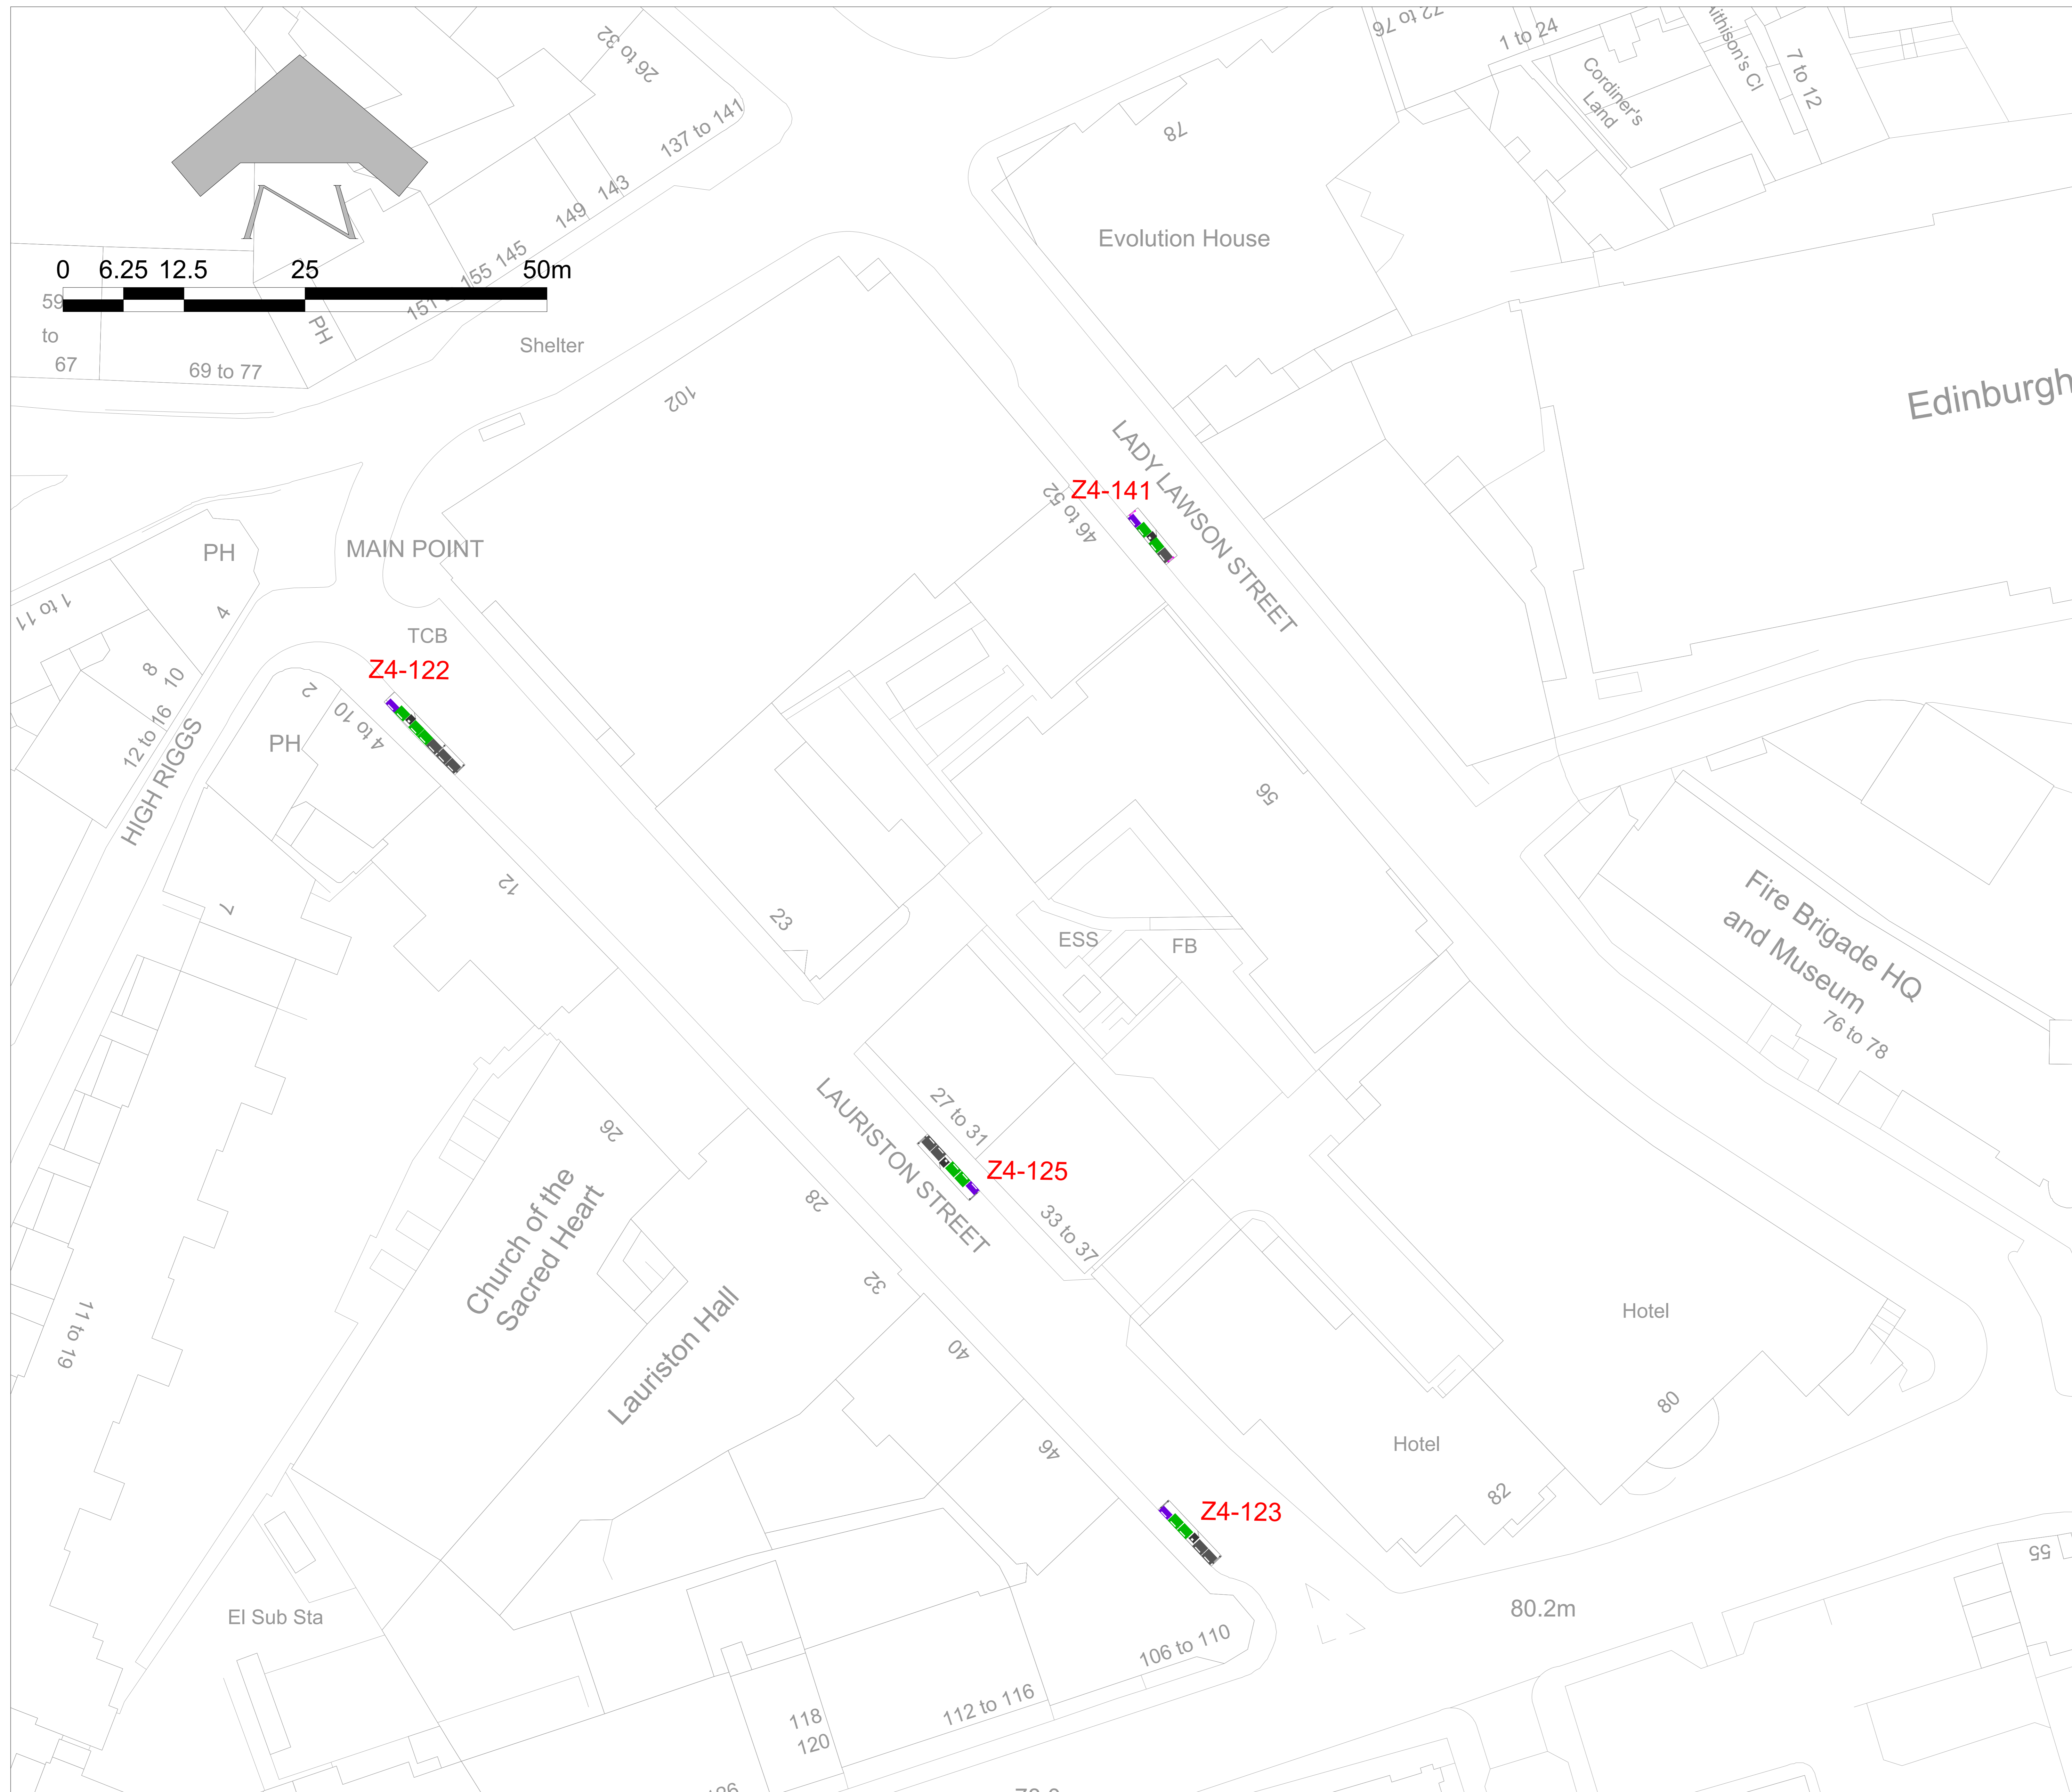 26 to 32
72 to 76
1 to 24
Aithison's Cl
7 to 12
Cordiner's
Land
137 to 141
78
143
149
Evolution House
145
155
151
N
0 6.25 12.5 25 50m
59
to
67
PH
69 to 77
Shelter
102
Edinburgh
LADY LAWSON STREET
Z4-141
46 to 52
PH
MAIN POINT
1 to 11
4
TCB
Z4-122
8
10
2
4 to 10
12 to 16
HIGH RIGGS
PH
56
12
7
23
ESS
FB
Fire Brigade HQ
and Museum
76 to 78
27 to 31
26
LAURISTON STREET
Z4-125
28
33 to 37
Church of the
Sacred Heart
32
11 to 19
Lauriston Hall
40
Hotel
80
46
Hotel
82
Z4-123
55
El Sub Sta
80.2m
106 to 110
112 to 116
118
120